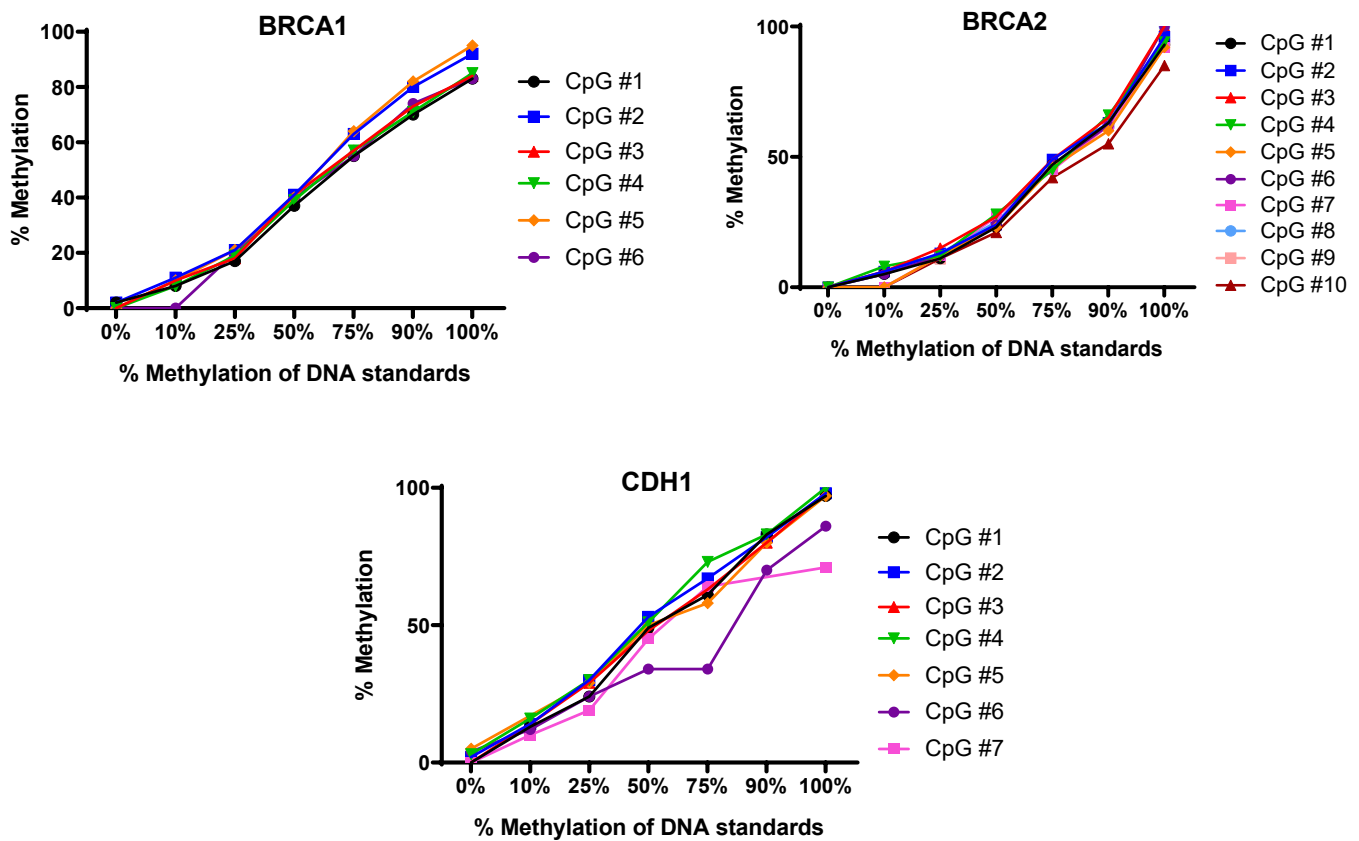 BRCA1
% Methylation
100
80
60
40
20
0
0% 10% 25% 50% 75% 90% 100%
% Methylation of DNA standards
CpG #1
CpG #2
CpG #3
CpG #4
CpG #5
CpG #6
BRCA2
% Methylation
100
50
0
0% 10% 25% 50% 75% 90% 100%
% Methylation of DNA standards
CpG #1
CpG #2
CpG #3
CpG #4
CpG #5
CpG #6
CpG #7
CpG #8
CpG #9
CpG #10
CDH1
% Methylation
100
50
0
0% 10% 25% 50% 75% 90% 100%
% Methylation of DNA standards
CpG #1
CpG #2
CpG #3
CpG #4
CpG #5
CpG #6
CpG #7